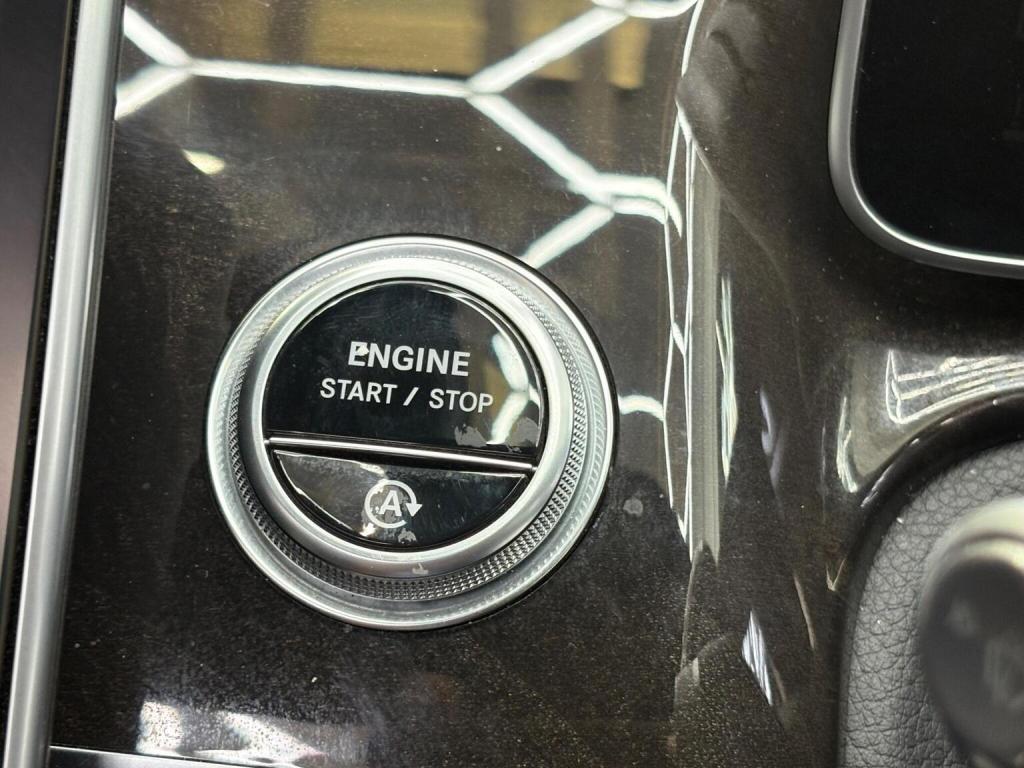 ENGINE
START / STOP
A